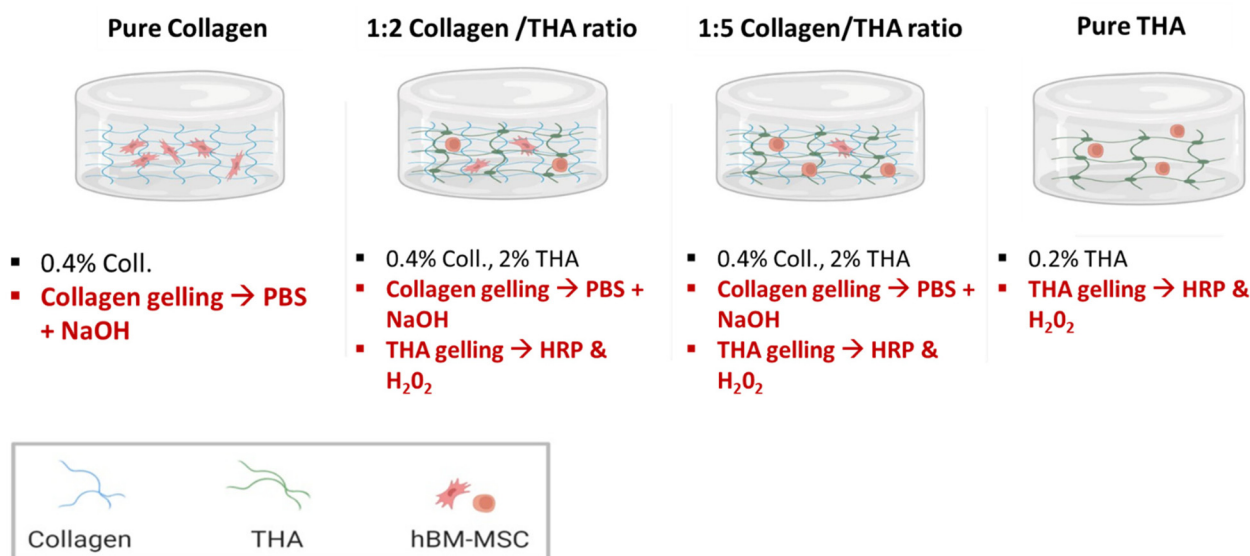 Pure Collagen
▪ 0.4% Coll.
▪ Collagen gelling → PBS
+ NaOH
1:2 Collagen /THA ratio
▪ 0.4% Coll., 2% THA
▪ Collagen gelling → PBS +
NaOH
▪ THA gelling → HRP &
H₂0₂
1:5 Collagen/THA ratio
▪ 0.4% Coll., 2% THA
▪ Collagen gelling → PBS +
NaOH
▪ THA gelling → HRP &
H₂0₂
Pure THA
▪ 0.2% THA
▪ THA gelling → HRP &
H₂0₂
Collagen
THA
hBM-MSC